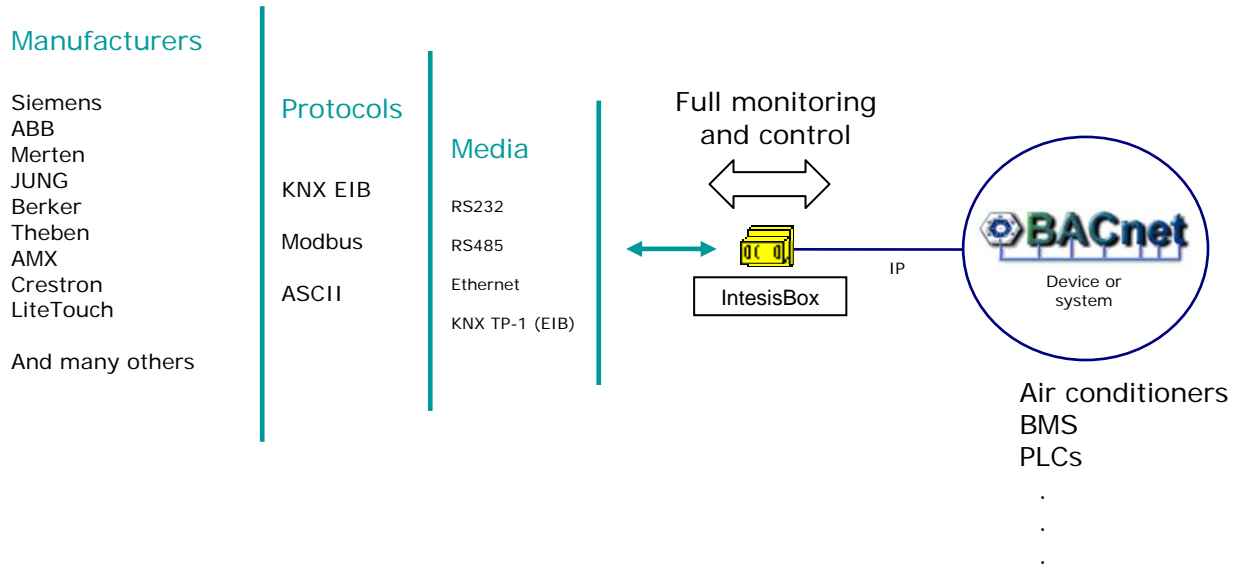 Manufacturers
Siemens
ABB
Merten
JUNG
Berker
Theben
AMX
Crestron
LiteTouch
And many others
Protocols
KNX EIB
Modbus
ASCII
Media
RS232
RS485
Ethernet
KNX TP-1 (EIB)
Full monitoring
and control
IntesisBox
IP
BACnet
Device or
system
Air conditioners
BMS
PLCs
.
.
.